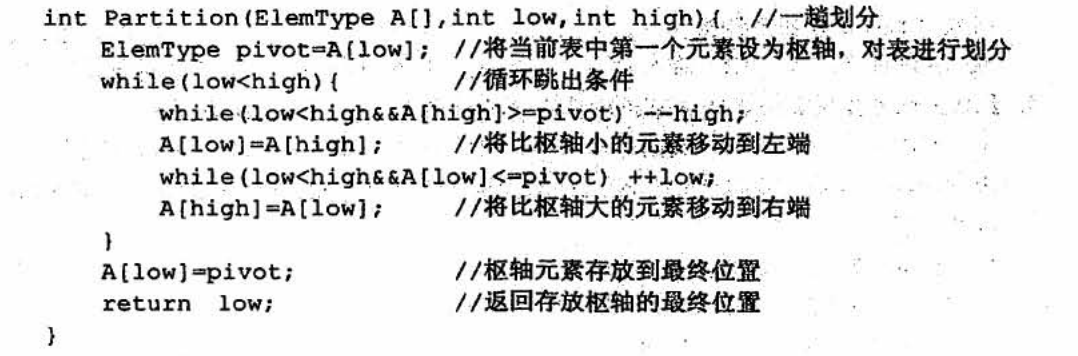 int Partition(ElemType A[],int low,int high){ //一趟划分
    ElemType pivot=A[low]; //将当前表中第一个元素设为枢轴，对表进行划分
    while(low<high){ //循环跳出条件
        while(low<high&&A[high]>=pivot) --high;
        A[low]=A[high]; //将比枢轴小的元素移动到左端
        while(low<high&&A[low]<=pivot) ++low;
        A[high]=A[low]; //将比枢轴大的元素移动到右端
    }
    A[low]=pivot; //枢轴元素存放到最终位置
    return low; //返回存放枢轴的最终位置
}